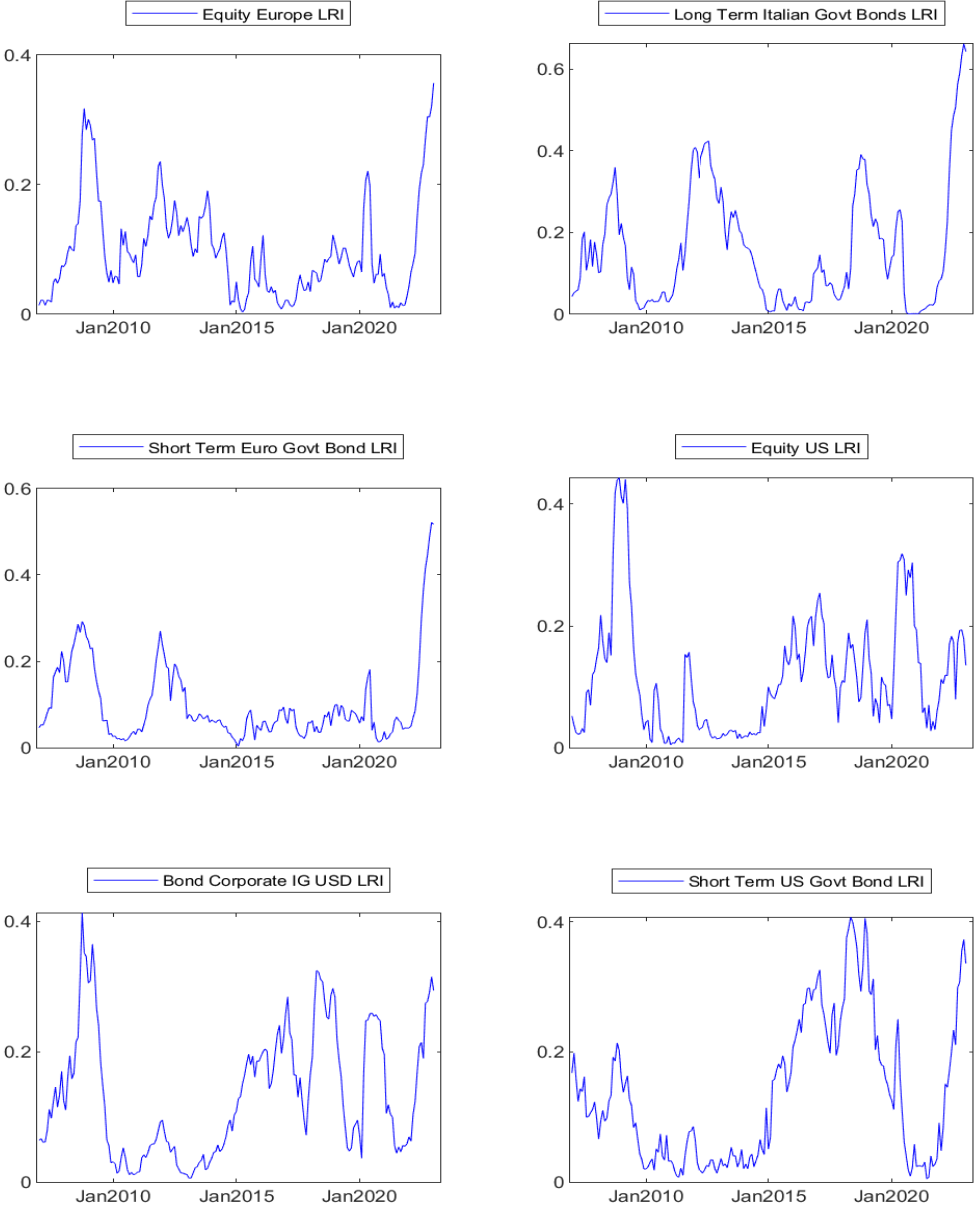 Equity Europe LRI
0.4
0.2
0
Jan2010 Jan2015 Jan2020
Long Term Italian Govt Bonds LRI
0.6
0.4
0.2
0
Jan2010 Jan2015 Jan2020
Short Term Euro Govt Bond LRI
0.6
0.4
0.2
0
Jan2010 Jan2015 Jan2020
Equity US LRI
0.4
0.2
0
Jan2010 Jan2015 Jan2020
Bond Corporate IG USD LRI
0.4
0.2
0
Jan2010 Jan2015 Jan2020
Short Term US Govt Bond LRI
0.4
0.2
0
Jan2010 Jan2015 Jan2020